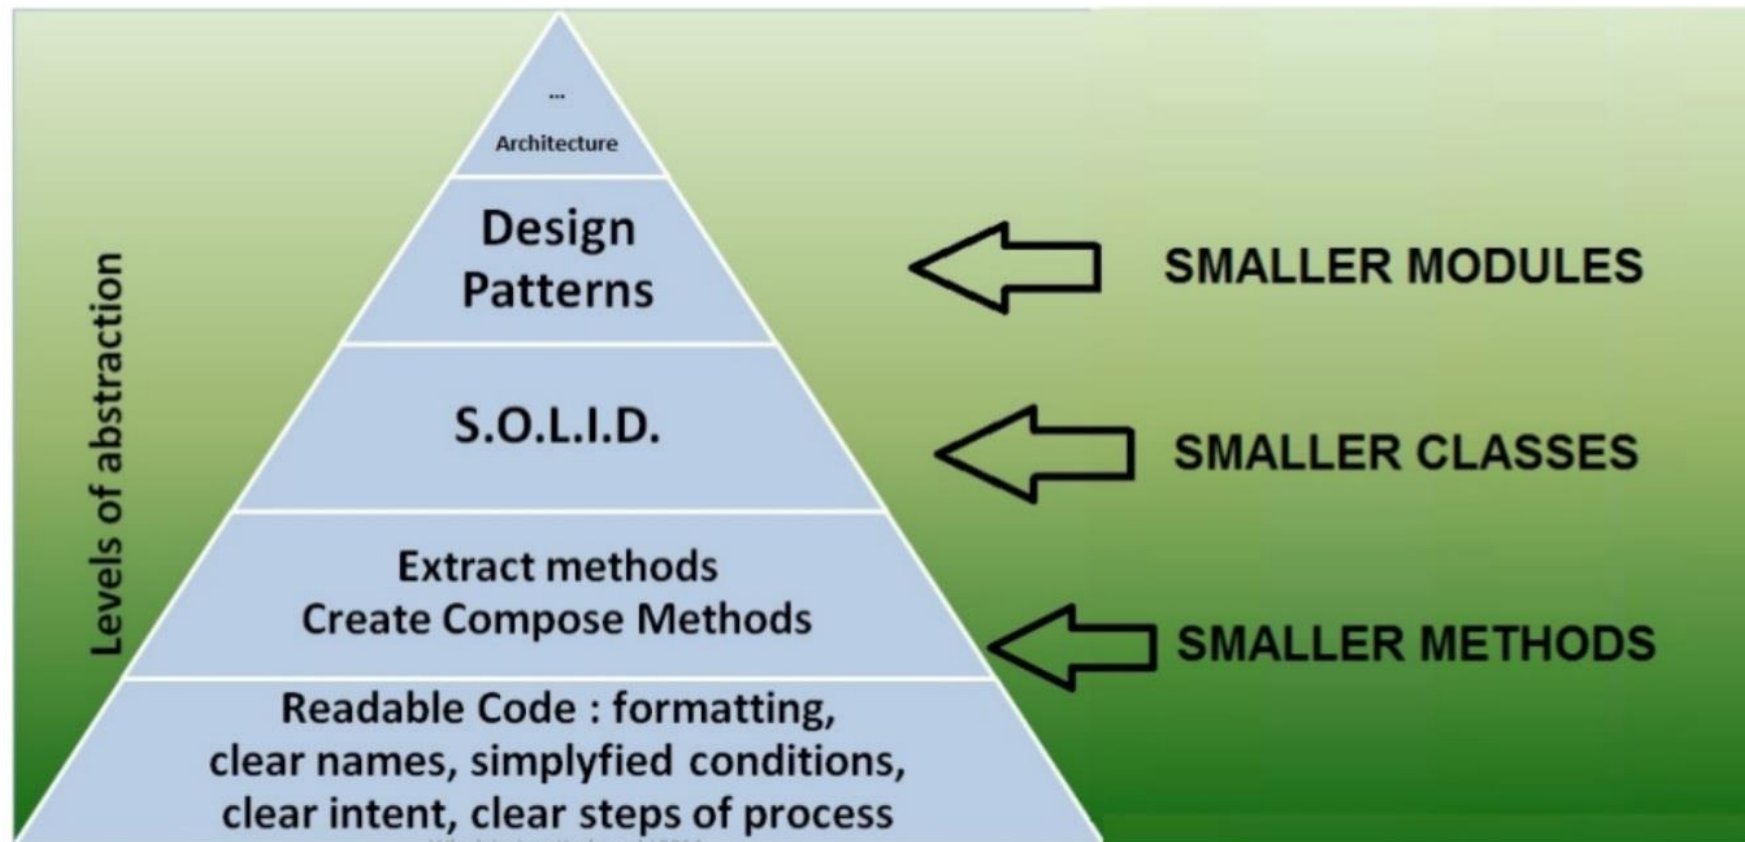 ...
Architecture
Design
Patterns
SMALLER MODULES
S.O.L.I.D.
SMALLER CLASSES
Levels of abstraction
Extract methods
Create Compose Methods
SMALLER METHODS
Readable Code : formatting,
clear names, simplyfied conditions,
clear intent, clear steps of process